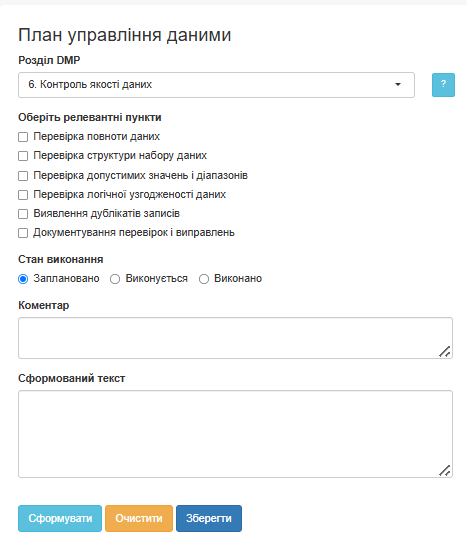 План управління даними
Розділ DMP
6. Контроль якості даних
?
Оберіть релевантні пункти
Перевірка повноти даних
Перевірка структури набору даних
Перевірка допустимих значень і діапазонів
Перевірка логічної узгодженості даних
Виявлення дублікатів записів
Документування перевірок і виправлень
Стан виконання
Заплановано Виконується Виконано
Коментар
Сформований текст
Сформувати Очистити Зберегти